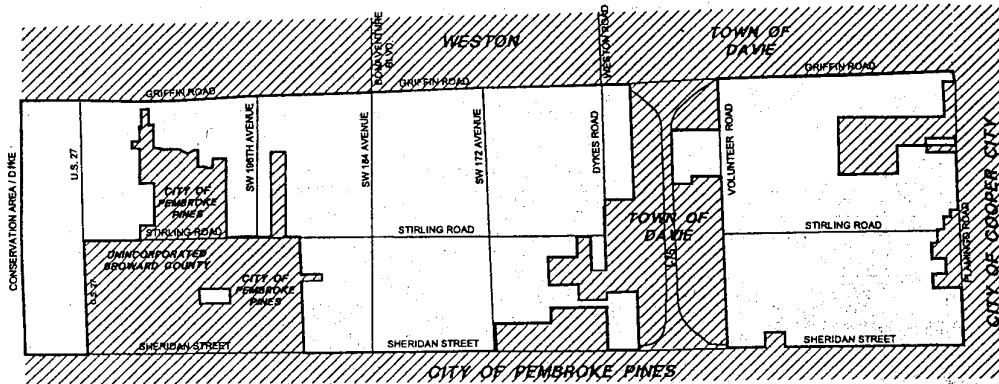 WESTON
TOWN OF
DAVIE
BONAVENTURE
BLVD.
WESTON ROAD
GRIFFIN ROAD
GRIFFIN ROAD
GRIFFIN ROAD
CONSERVATION AREA / DIKE
U.S. 27
SW 196TH AVENUE
SW 184 AVENUE
SW 172 AVENUE
DYKES ROAD
VOLUNTEER ROAD
CITY OF COOPER CITY
CITY OF
PEMBROKE
PINES
STIRLING ROAD
STIRLING ROAD
STIRLING ROAD
TOWN OF
DAVIE
I-75
FLAMINGO ROAD
UNINCORPORATED
BROWARD COUNTY
U.S. 27
CITY OF
PEMBROKE
PINES
SHERIDAN STREET
SHERIDAN STREET
SHERIDAN STREET
CITY OF PEMBROKE PINES